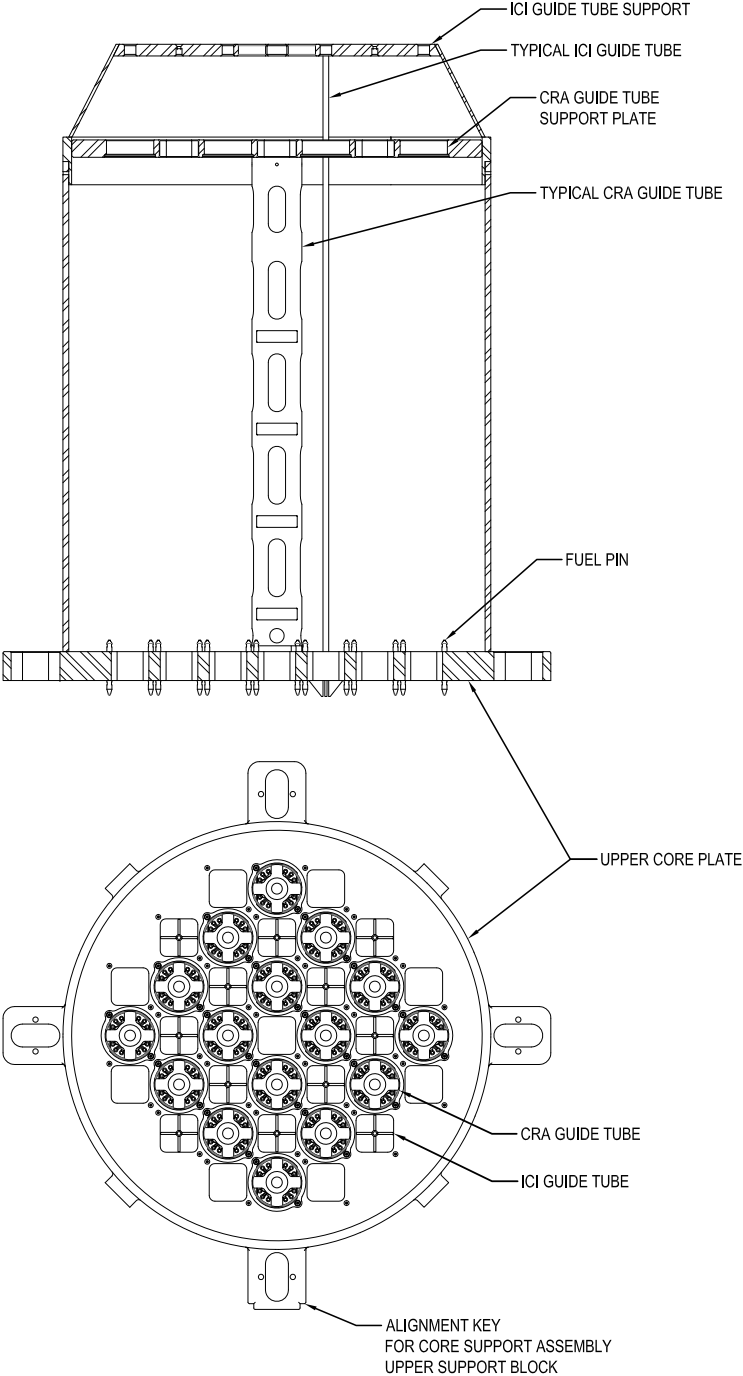 ICI GUIDE TUBE SUPPORT
TYPICAL ICI GUIDE TUBE
CRA GUIDE TUBE
SUPPORT PLATE
TYPICAL CRA GUIDE TUBE
FUEL PIN
UPPER CORE PLATE
CRA GUIDE TUBE
ICI GUIDE TUBE
ALIGNMENT KEY
FOR CORE SUPPORT ASSEMBLY
UPPER SUPPORT BLOCK